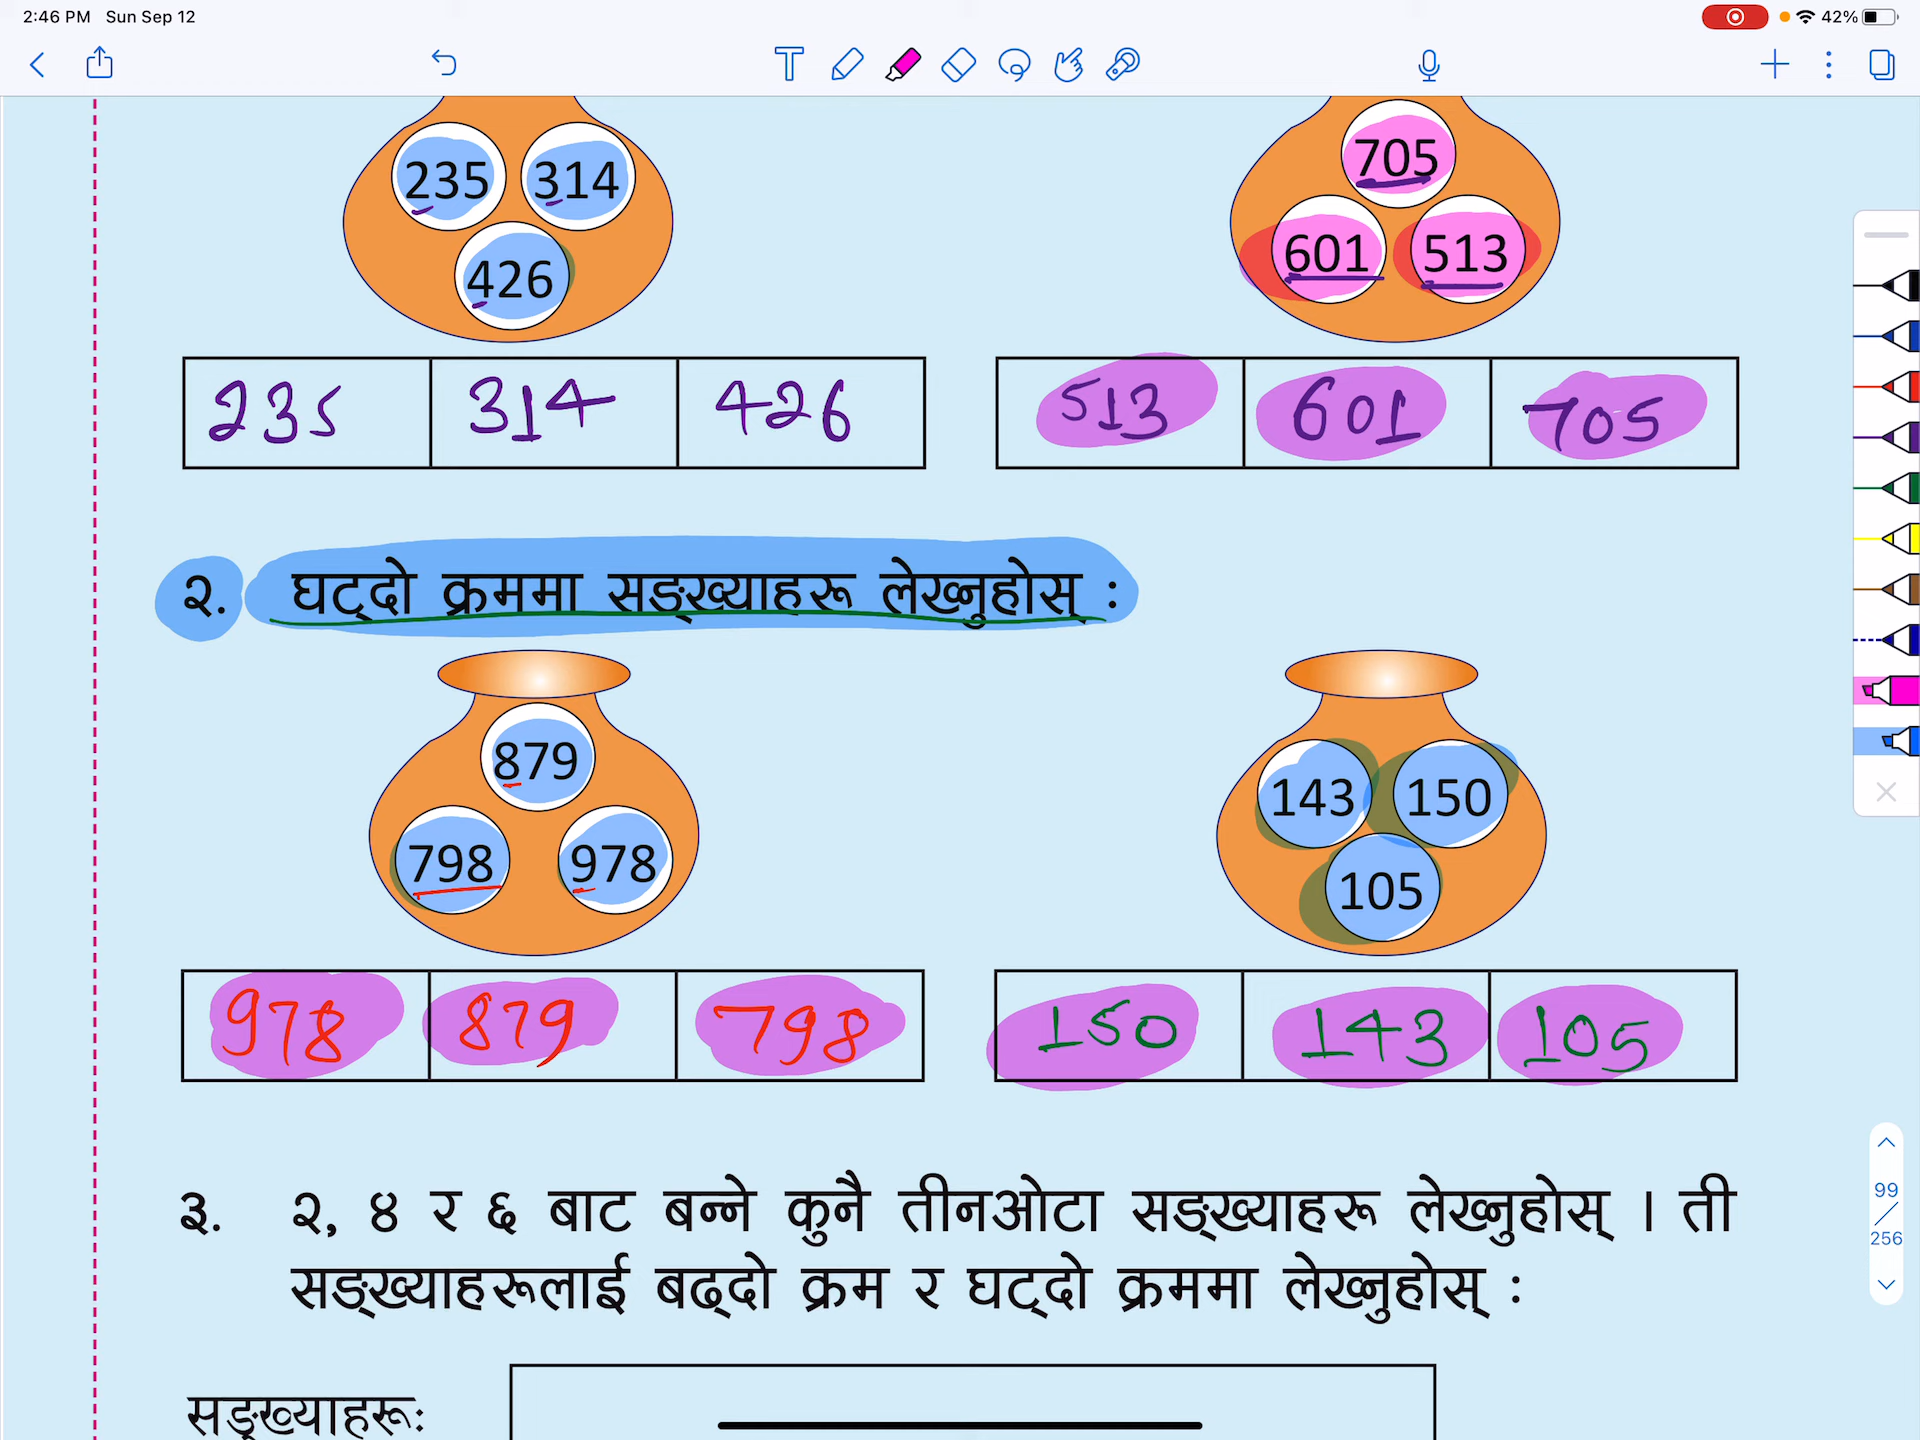 2:46 PM Sun Sep 12 42%
235 314 705
426 601 513
235 314 426 513 601 705
२. घट्दो क्रममा सङ्ख्याहरू लेख्नुहोस् :
879 143 150
798 978 105
978 879 798 150 143 105
३. २, ४ र ६ बाट बन्ने कुनै तीनओटा सङ्ख्याहरू लेख्नुहोस् । ती
सङ्ख्याहरूलाई बढ्दो क्रम र घट्दो क्रममा लेख्नुहोस् :
सङ्ख्याहरू:
99
256